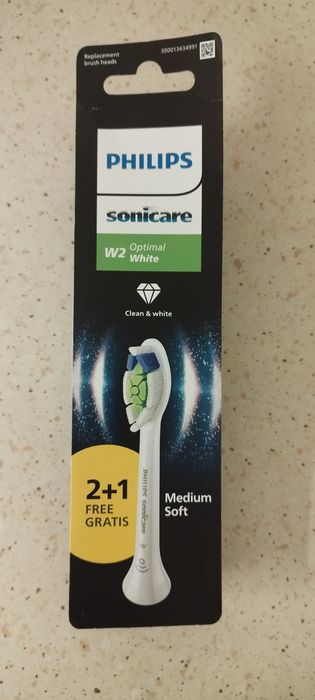 Replacement
brush heads
300013434991
PHILIPS
sonicare
W2 Optimal
White
Clean & white
2+1
FREE
GRATIS
Medium
Soft
PHILIPS sonicare